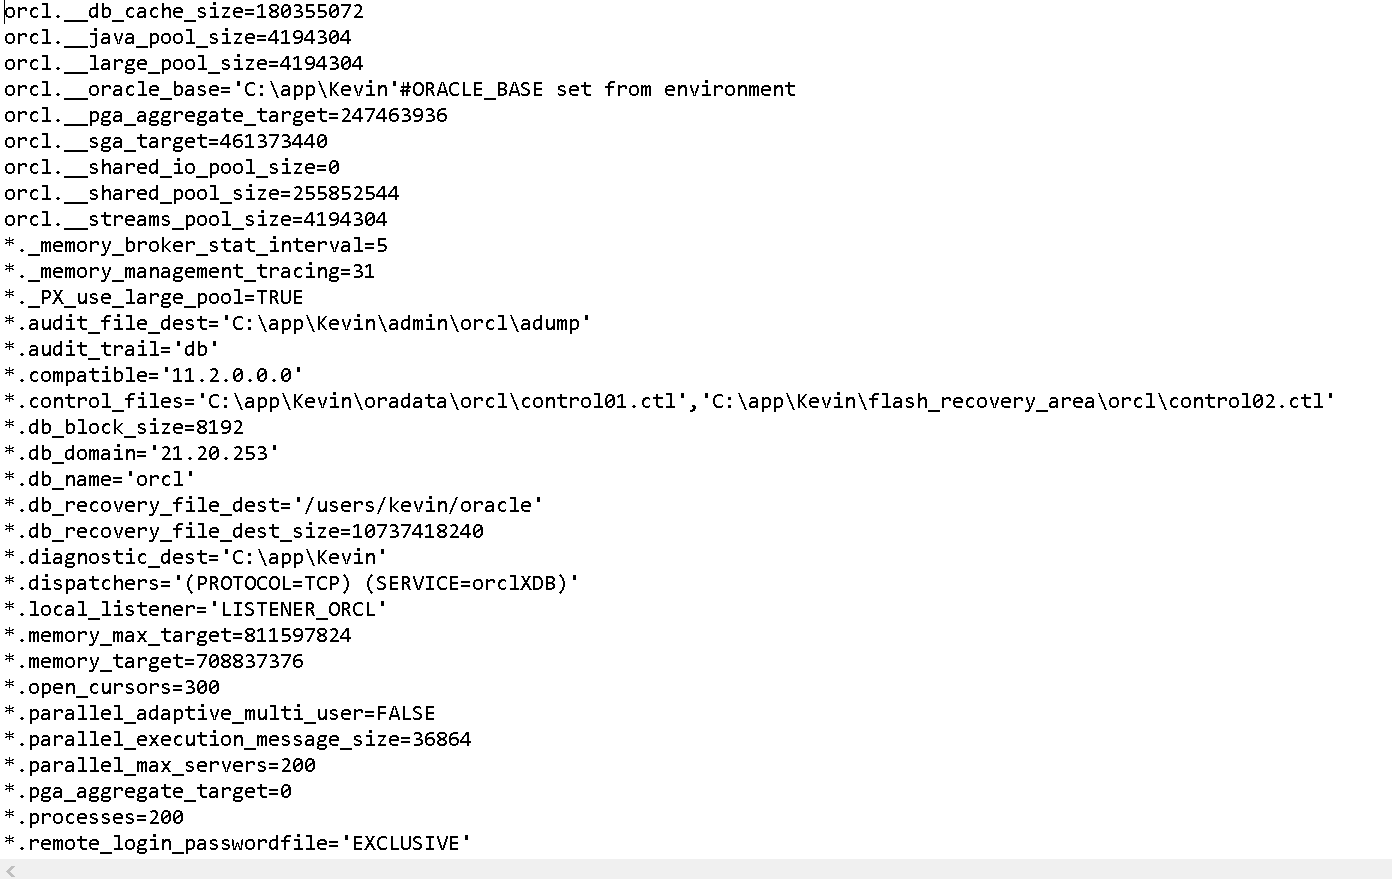 orcl.__db_cache_size=180355072
orcl.__java_pool_size=4194304
orcl.__large_pool_size=4194304
orcl.__oracle_base='C:\app\Kevin'#ORACLE_BASE set from environment
orcl.__pga_aggregate_target=247463936
orcl.__sga_target=461373440
orcl.__shared_io_pool_size=0
orcl.__shared_pool_size=255852544
orcl.__streams_pool_size=4194304
*._memory_broker_stat_interval=5
*._memory_management_tracing=31
*._PX_use_large_pool=TRUE
*.audit_file_dest='C:\app\Kevin\admin\orcl\adump'
*.audit_trail='db'
*.compatible='11.2.0.0.0'
*.control_files='C:\app\Kevin\oradata\orcl\control01.ctl','C:\app\Kevin\flash_recovery_area\orcl\control02.ctl'
*.db_block_size=8192
*.db_domain='21.20.253'
*.db_name='orcl'
*.db_recovery_file_dest='/users/kevin/oracle'
*.db_recovery_file_dest_size=10737418240
*.diagnostic_dest='C:\app\Kevin'
*.dispatchers='(PROTOCOL=TCP) (SERVICE=orclXDB)'
*.local_listener='LISTENER_ORCL'
*.memory_max_target=811597824
*.memory_target=708837376
*.open_cursors=300
*.parallel_adaptive_multi_user=FALSE
*.parallel_execution_message_size=36864
*.parallel_max_servers=200
*.pga_aggregate_target=0
*.processes=200
*.remote_login_passwordfile='EXCLUSIVE'